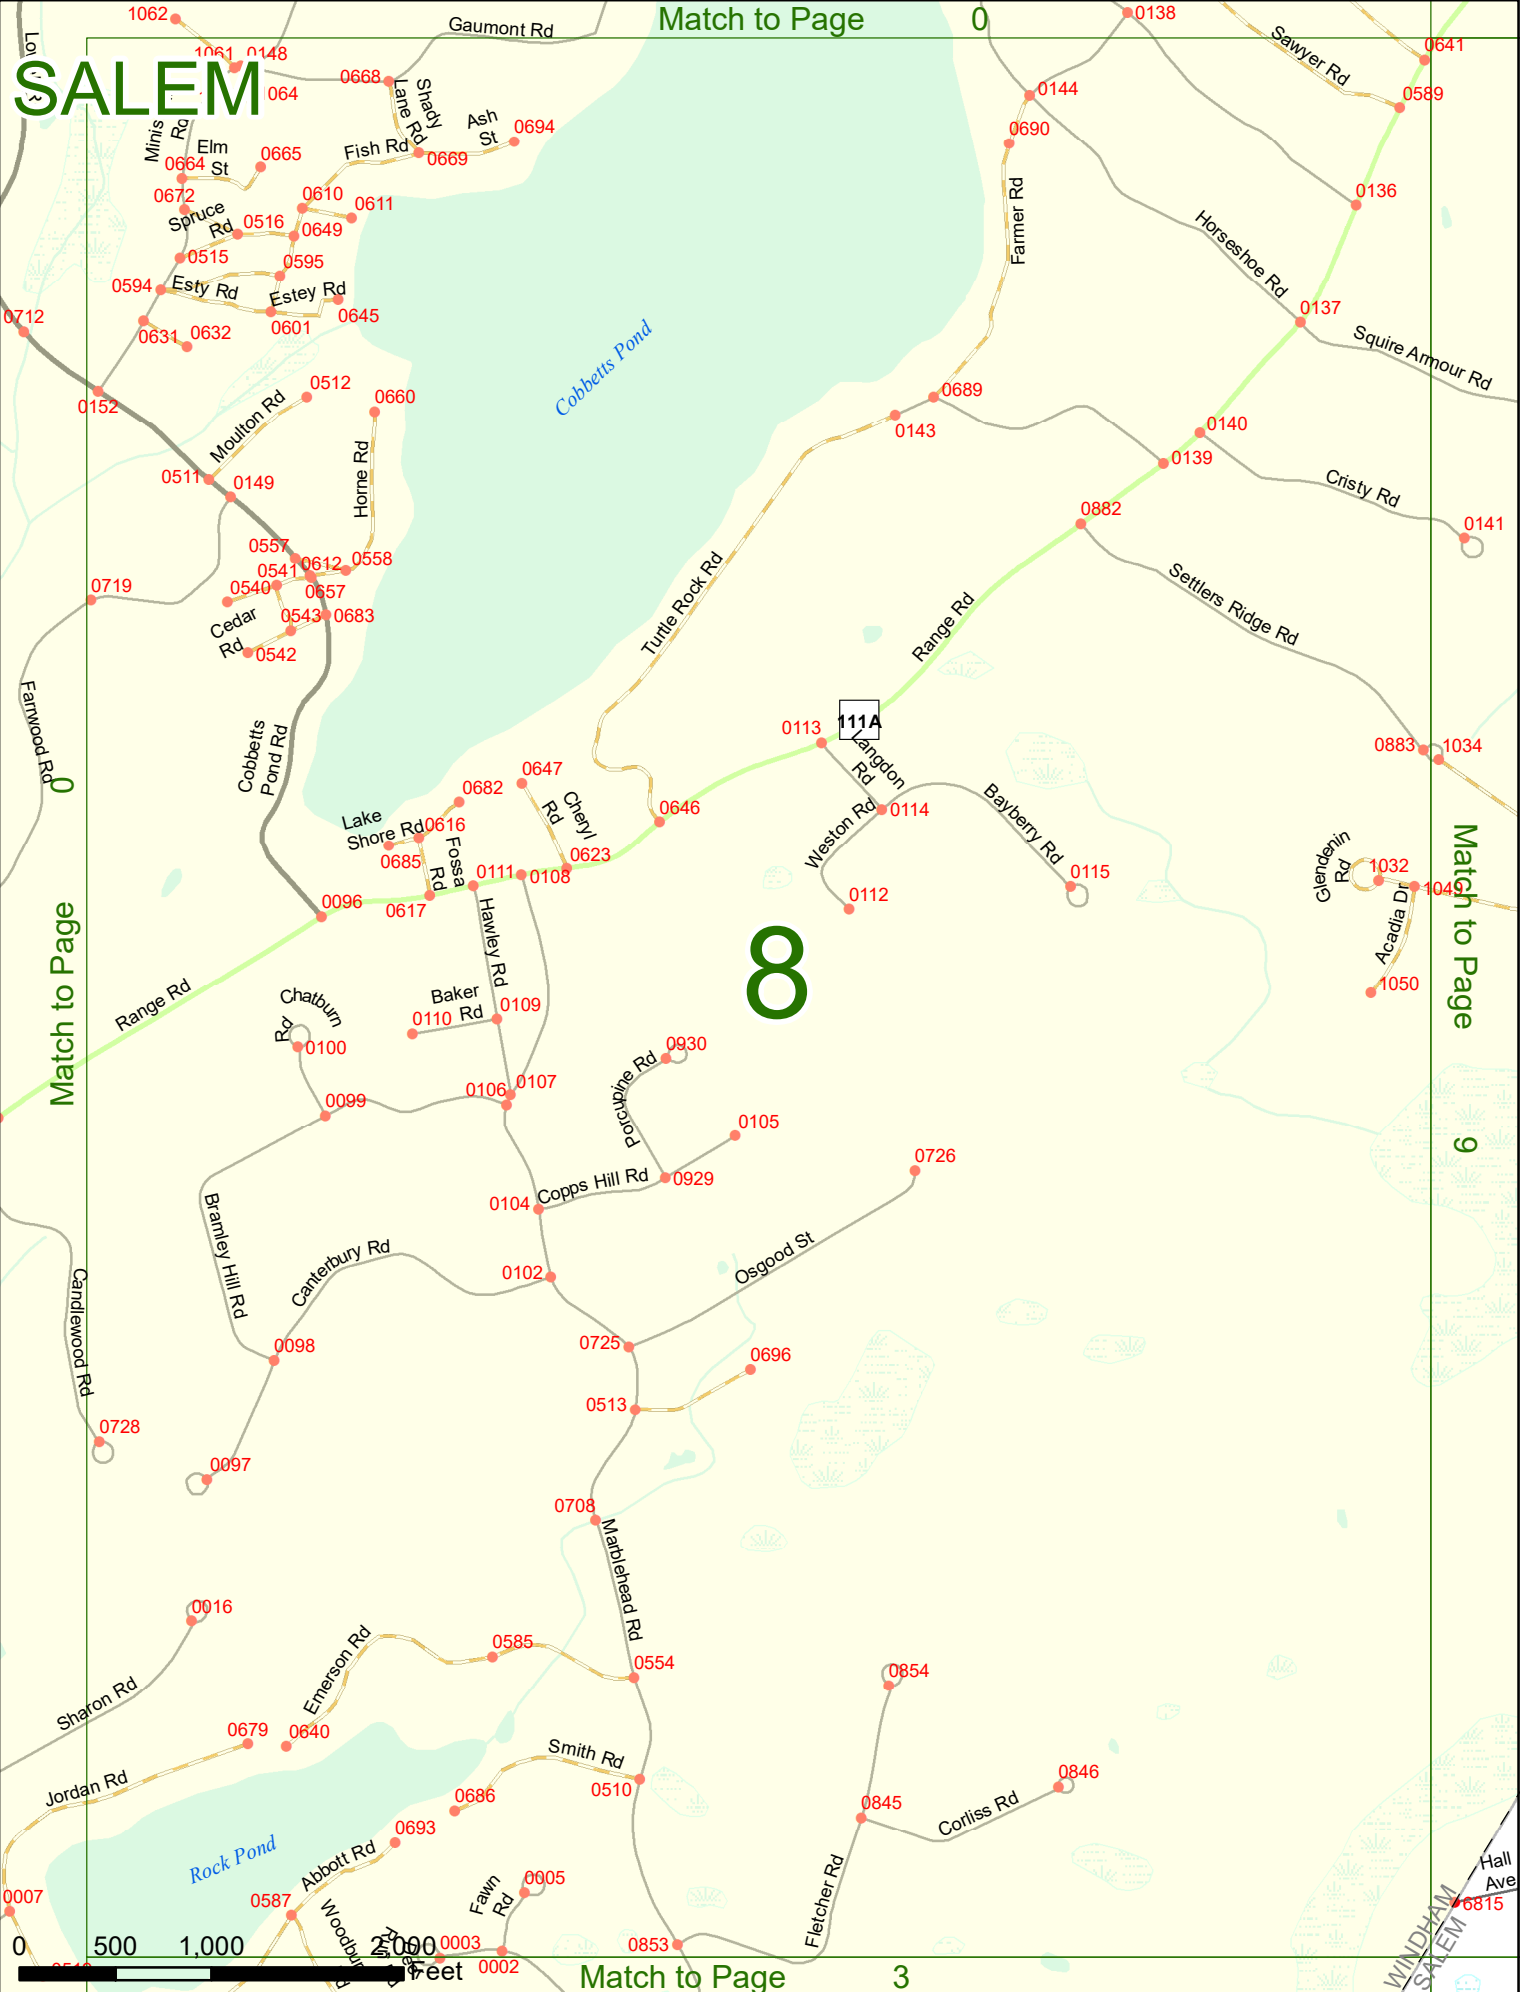 Match to Page 0
SALEM
1062
1061
0148
Gaumont Rd
0138
Sawyer Rd
0641
0668
Shady
Lane Rd
0144
0589
Ash
St
0694
0690
Elm
St
0665
Fish Rd
0669
0664
0672
Spruce
Rd
0516
0610
0611
0649
Farmer Rd
0136
Horseshoe Rd
0515
0595
0594
Esty Rd
Estey Rd
0645
0601
0712
0631
0632
0137
Squire Armour Rd
Cobbetts Pond
0152
0512
0660
0689
0143
Moulton Rd
Horne Rd
0140
0139
0511
0149
Cristy Rd
0882
0141
0557
0612
0558
0541
0540
0657
0719
0543
0683
Cedar
Rd
0542
Turtle Rock Rd
Range Rd
Settlers Ridge Rd
Farrwood Rd
Cobbetts
Pond Rd
111A
0113
Langdon
Rd
0883
1034
0647
0682
Cheryl
Rd
0646
0114
Bayberry Rd
Weston Rd
Lake
Shore Rd
0616
0685
Fossa
Rd
0111
0108
0623
0617
0096
0112
0115
Glendenin
Rd
1032
1049
Acadia Dr
1050
Match to Page 0
Match to Page 9
8
Hawley Rd
Range Rd
Chatburn
Rd
0100
Baker
Rd
0110
0109
0930
Porcupine Rd
0099
0106
0107
0105
0929
0726
0104
Copps Hill Rd
Bramley Hill Rd
Canterbury Rd
0102
Osgood St
Candlewood Rd
0098
0725
0696
0513
0728
0097
0708
Marblehead Rd
0016
Emerson Rd
0585
0554
0854
Sharon Rd
0679
0640
Smith Rd
0510
Jordan Rd
0686
0846
0845
Corliss Rd
0693
Rock Pond
Abbott Rd
Fawn
Rd
0005
Fletcher Rd
Hall
Ave
0007
0587
6815
WINDHAM
SALEM
0003
0002
0853
0 500 1,000 2,000
Feet
Match to Page 3